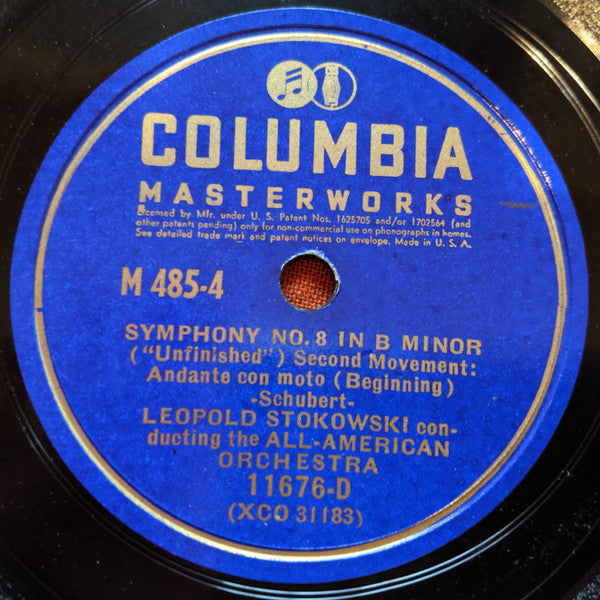 COLUMBIA
MASTERWORKS
Licensed by Mfr. under U. S. Patent Nos. 1625705 and/or 1702564 (and
other patents pending) only for non-commercial use on phonographs in homes.
See detailed trade mark and patent notices on envelope. Made in U. S. A.
M 485-4
SYMPHONY NO. 8 IN B MINOR
("Unfinished") Second Movement:
Andante con moto (Beginning)
-Schubert-
LEOPOLD STOKOWSKI con-
ducting the ALL-AMERICAN
ORCHESTRA
11676-D
(XCO 31183)